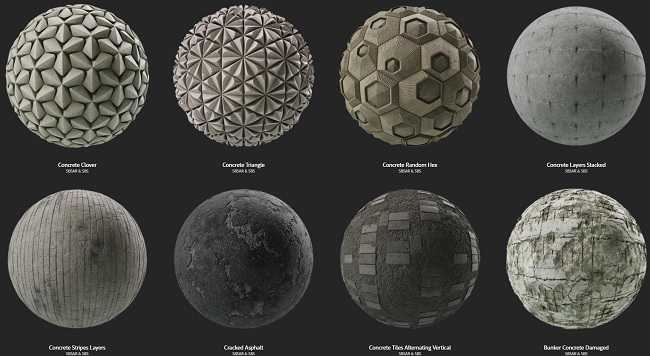 Concrete Clover
SBSAR & SBS
Concrete Triangle
SBSAR & SBS
Concrete Random Hex
SBSAR & SBS
Concrete Layers Stacked
SBSAR & SBS
Concrete Stripes Layers
SBSAR & SBS
Cracked Asphalt
SBSAR & SBS
Concrete Tiles Alternating Vertical
SBSAR & SBS
Bunker Concrete Damaged
SBSAR & SBS